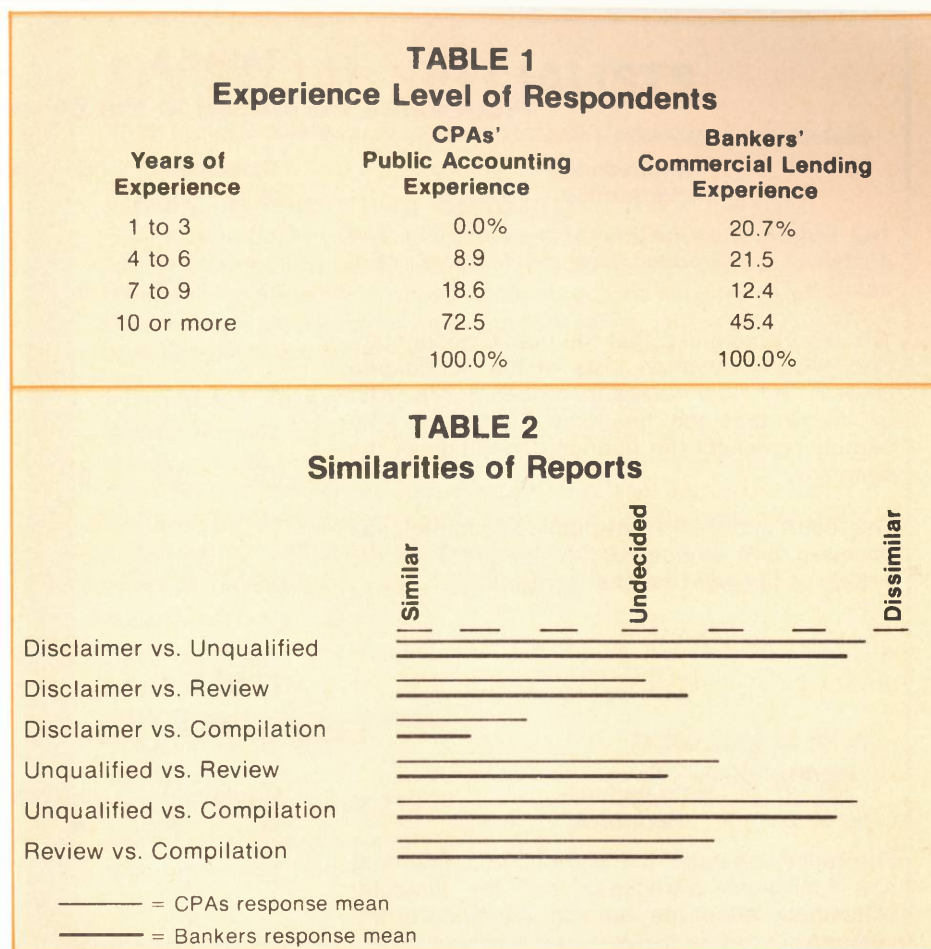 TABLE 1
Experience Level of Respondents
Years of Experience CPAs' Public Accounting Experience Bankers' Commercial Lending Experience
1 to 3 0.0% 20.7%
4 to 6 8.9 21.5
7 to 9 18.6 12.4
10 or more 72.5 45.4
100.0% 100.0%
TABLE 2
Similarities of Reports
Similar Undecided Dissimilar
Disclaimer vs. Unqualified
Disclaimer vs. Review
Disclaimer vs. Compilation
Unqualified vs. Review
Unqualified vs. Compilation
Review vs. Compilation
= CPAs response mean
= Bankers response mean